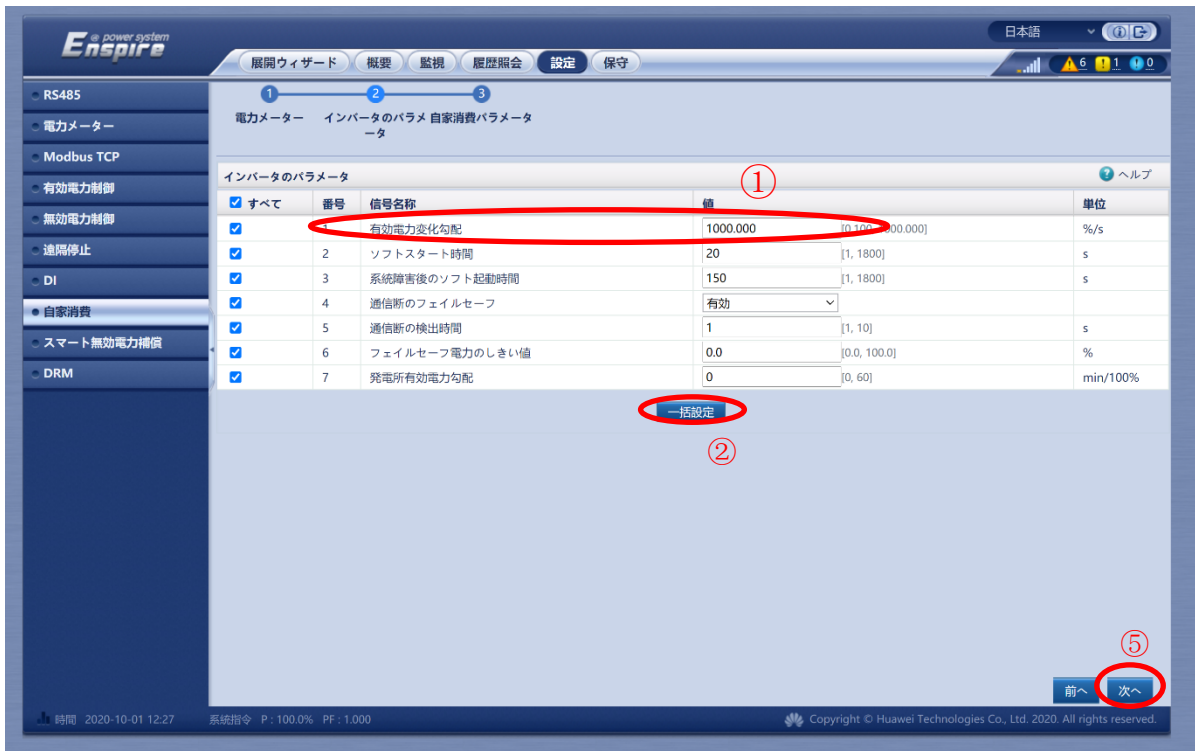 @ power system
Enspire
日本語
展開ウィザード 概要 監視 履歴照会 設定 保守
6 1 0
RS485
電力メーター
Modbus TCP
有効電力制御
無効電力制御
遠隔停止
DI
自家消費
スマート無効電力補償
DRM
1 2 3
電力メーター インバータのパラメ 自家消費パラメータ
ータ
インバータのパラメータ ヘルプ
①
すべて 番号 信号名称 値 単位
1 有効電力変化勾配 1000.000 %/s
2 ソフトスタート時間 20 [1, 1800] s
3 系統障害後のソフト起動時間 150 [1, 1800] s
4 通信断のフェイルセーフ 有効
5 通信断の検出時間 1 [1, 10] s
6 フェイルセーフ電力のしきい値 0.0 [0.0, 100.0] %
7 発電所有効電力勾配 0 [0, 60] min/100%
一括設定
②
⑤
前へ 次へ
時間 2020-10-01 12:27 系統指令 P : 100.0% PF : 1.000 Copyright © Huawei Technologies Co., Ltd. 2020. All rights reserved.